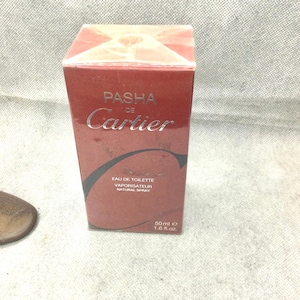 PASHA
DE
Cartier
EAU DE TOILETTE
VAPORISATEUR
NATURAL SPRAY
50 ml e
1.6 fl. oz.